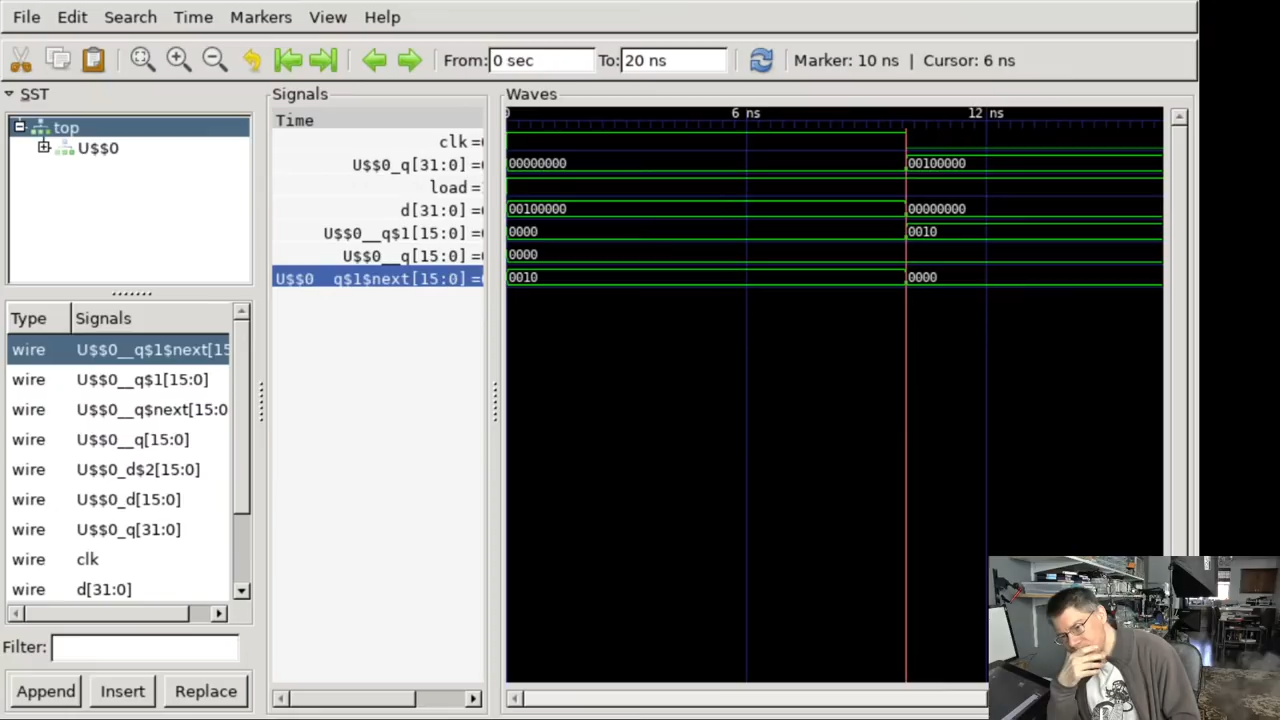 File Edit Search Time Markers View Help
From: 0 sec To: 20 ns Marker: 10 ns | Cursor: 6 ns
SST
top
U$$0
Type Signals
wire U$$0__q$1$next[15
wire U$$0__q$1[15:0]
wire U$$0__q$next[15:0
wire U$$0__q[15:0]
wire U$$0_d$2[15:0]
wire U$$0_d[15:0]
wire U$$0_q[31:0]
wire clk
wire d[31:0]
Filter:
Append Insert Replace
Signals
Time
clk =
U$$0_q[31:0] =
load =
d[31:0] =
U$$0__q$1[15:0] =
U$$0__q[15:0] =
U$$0__q$1$next[15:0] =
Waves
0 6 ns 12 ns
00000000 00100000
00100000 00000000
0000 0010
0000
0010 0000